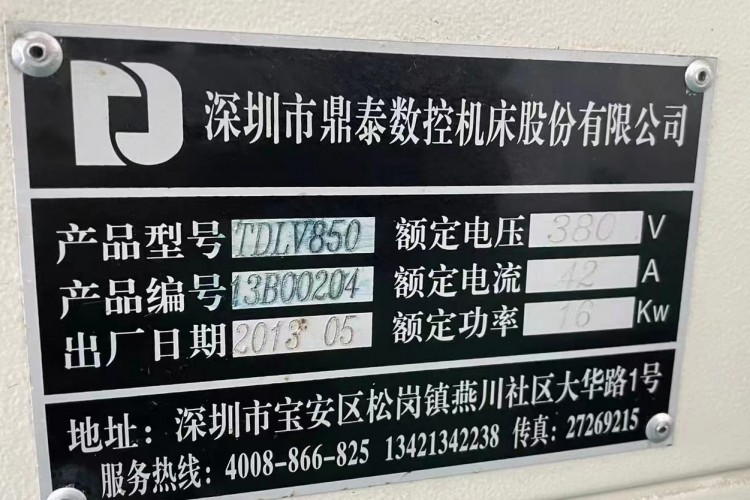 深圳市鼎泰数控机床股份有限公司
产品型号 TDLV850 额定电压 380 V
产品编号 13B00204 额定电流 42 A
出厂日期 2013 05 额定功率 16 Kw
地址：深圳市宝安区松岗镇燕川社区大华路1号
服务热线：4008-866-825 13421342238 传真：27269215